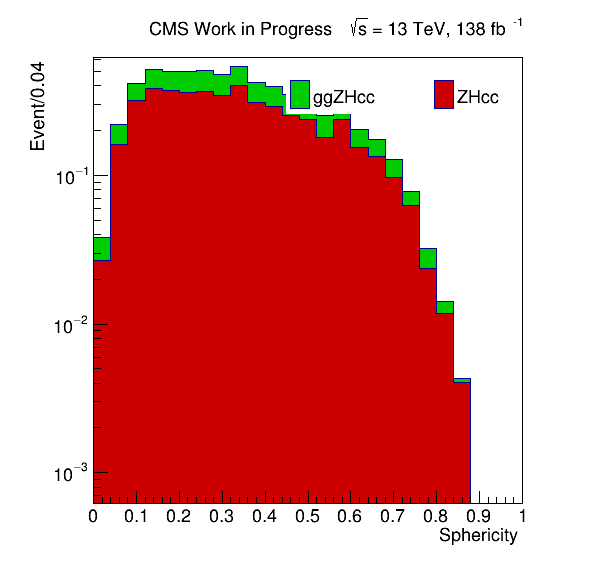 CMS Work in Progress √s = 13 TeV, 138 fb⁻¹
Event/0.04
ggZHcc ZHcc
10⁻¹
10⁻²
10⁻³
0 0.1 0.2 0.3 0.4 0.5 0.6 0.7 0.8 0.9 1
Sphericity